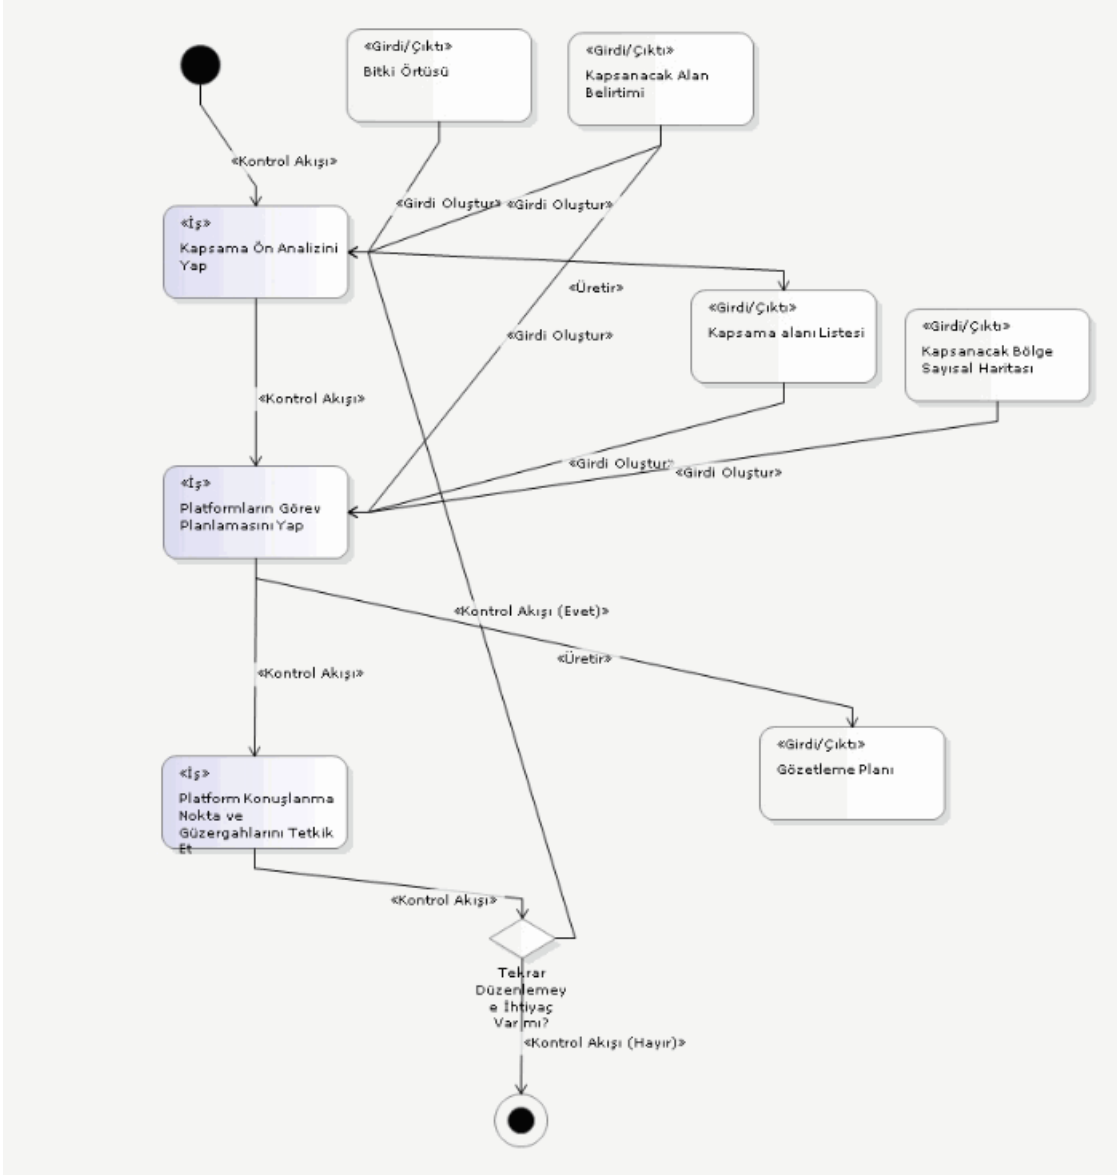 «Girdi/Çıktı»
Bitki Örtüsü
«Girdi/Çıktı»
Kapsanacak Alan
Belirtimi
«Kontrol Akışı»
«Girdi Oluştur»
«Girdi Oluştur»
«İş»
Kapsama Ön Analizini
Yap
«Üretir»
«Girdi/Çıktı»
Kapsama alanı Listesi
«Girdi/Çıktı»
Kapsanacak Bölge
Sayısal Haritası
«Girdi Oluştur»
«Kontrol Akışı»
«Girdi Oluştur»
«Girdi Oluştur»
«İş»
Platformların Görev
Planlamasını Yap
«Kontrol Akışı (Evet)»
«Üretir»
«Kontrol Akışı»
«Girdi/Çıktı»
Gözetleme Planı
«İş»
Platform Konuşlanma
Nokta ve
Güzergahlarını Tetkik
Et
«Kontrol Akışı»
Tekrar
Düzenlemey
e İhtiyaç
Var mı?
«Kontrol Akışı (Hayır)»